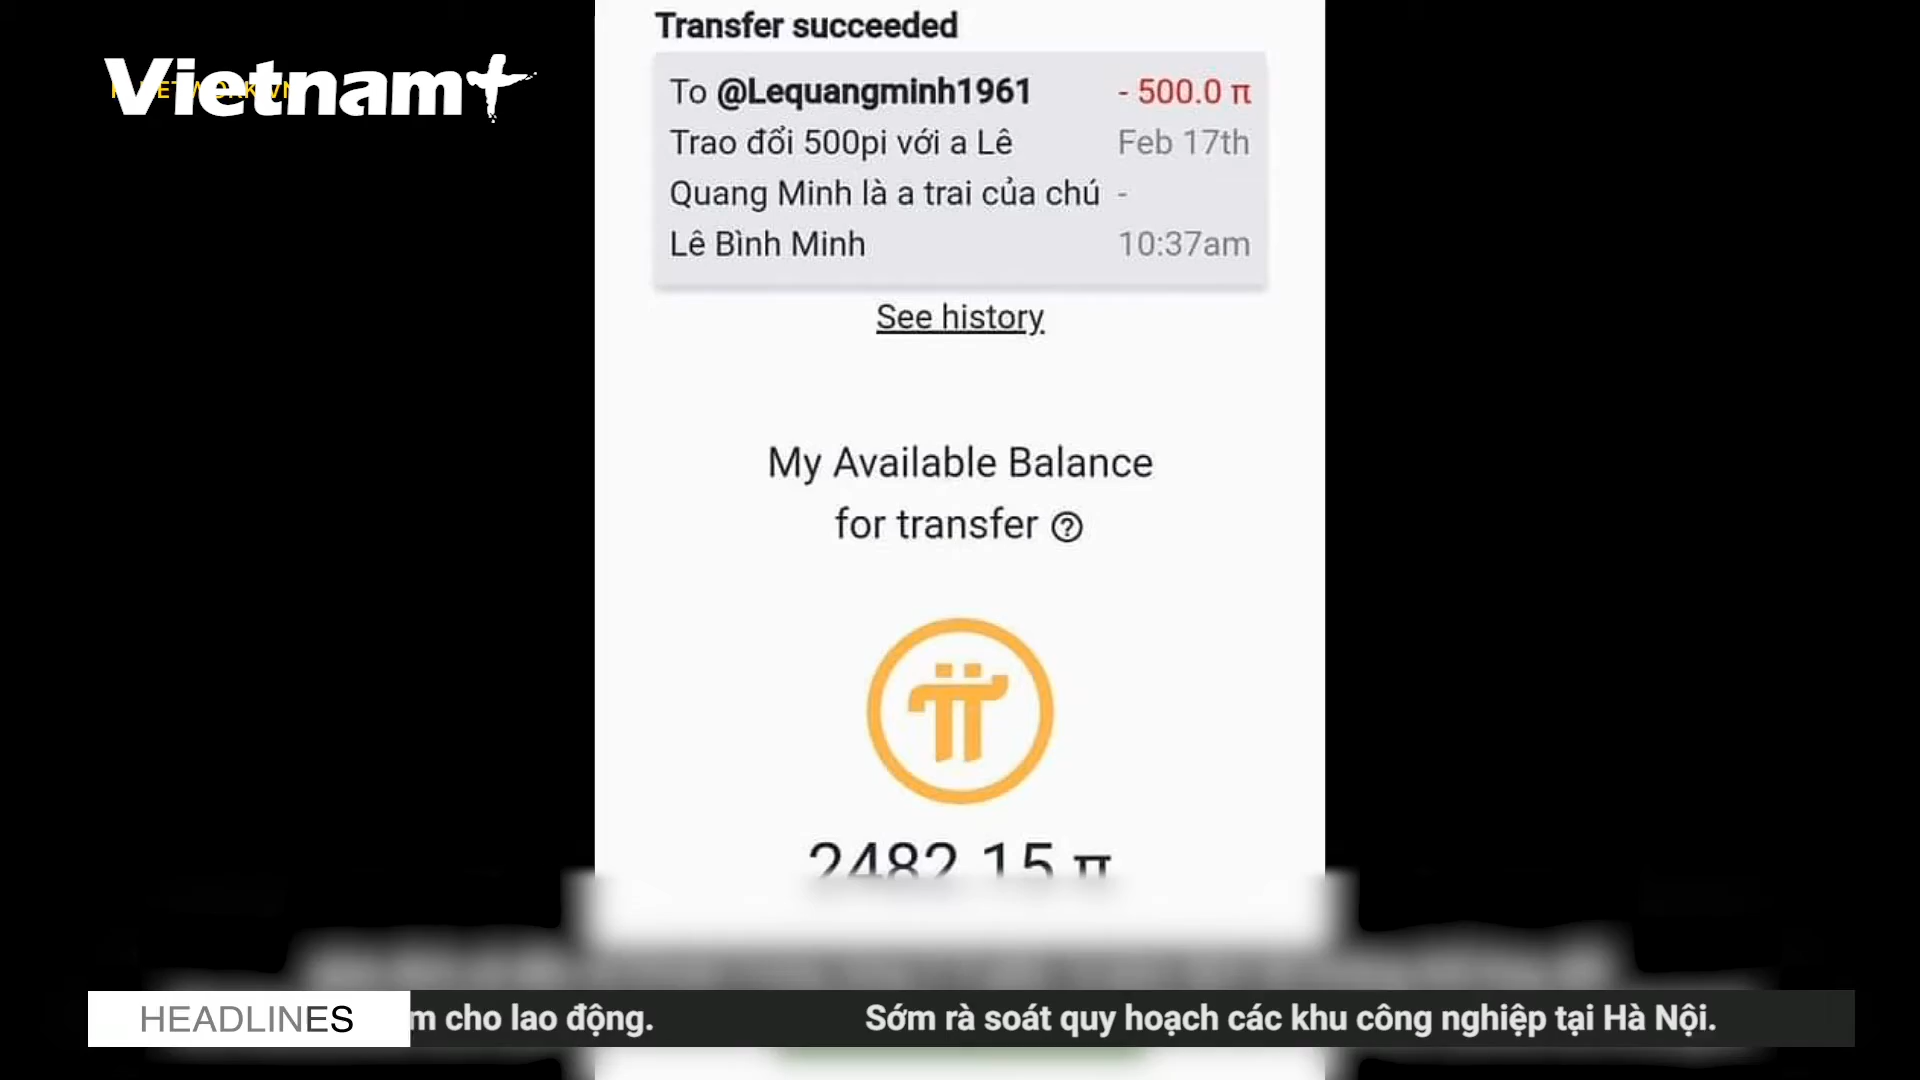 Transfer succeeded
Vietnam+
To @Lequangminh1961 - 500.0 π
Trao đổi 500pi với a Lê Feb 17th
Quang Minh là a trai của chú -
Lê Bình Minh 10:37am
See history
My Available Balance
for transfer ?
2482.15 π
HEADLINES m cho lao động. Sớm rà soát quy hoạch các khu công nghiệp tại Hà Nội.